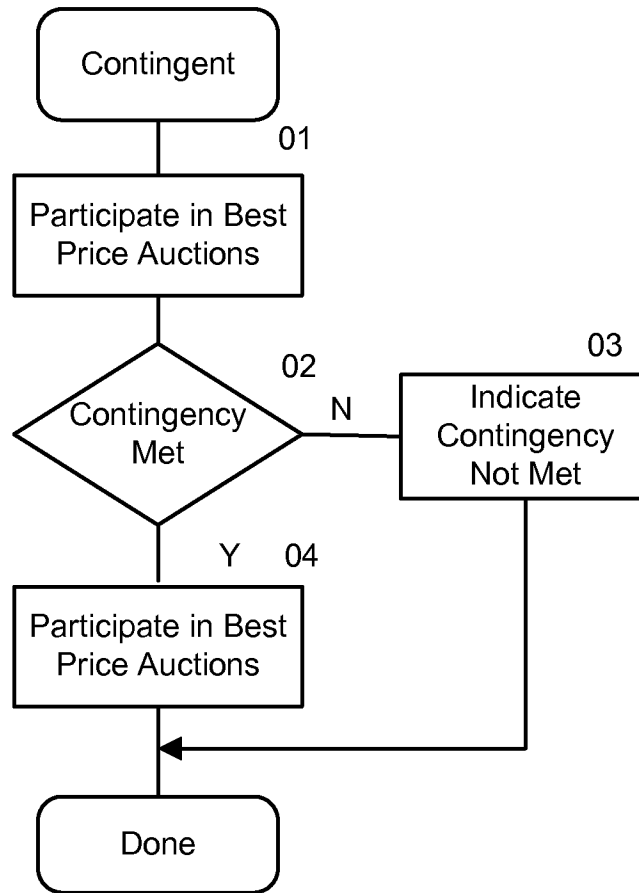 Contingent
01
Participate in Best
Price Auctions
02
Contingency
Met
N
03
Indicate
Contingency
Not Met
Y
04
Participate in Best
Price Auctions
Done